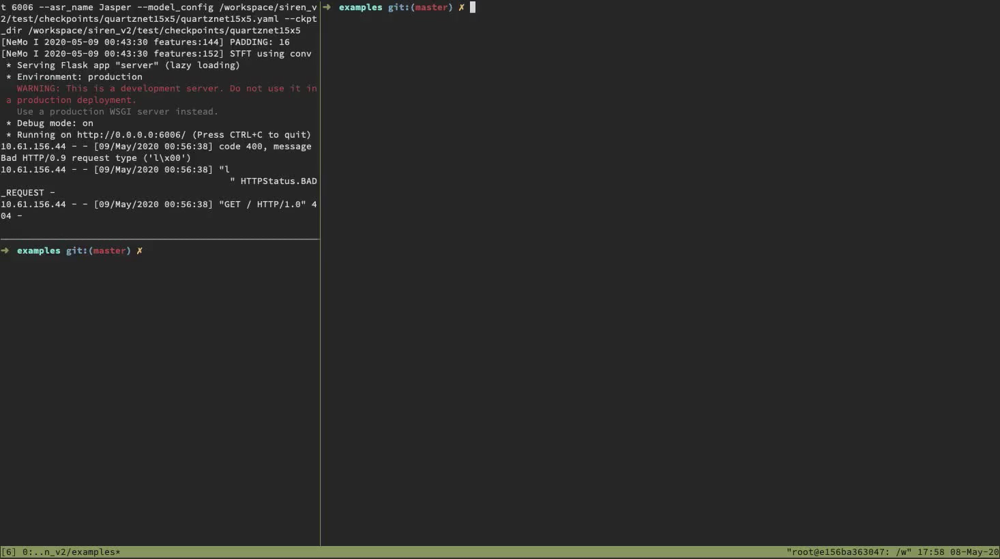 t 6006 --asr_name Jasper --model_config /workspace/siren_v
2/test/checkpoints/quartznet15x5/quartznet15x5.yaml --ckpt
_dir /workspace/siren_v2/test/checkpoints/quartznet15x5
[NeMo I 2020-05-09 00:43:30 features:144] PADDING: 16
[NeMo I 2020-05-09 00:43:30 features:152] STFT using conv
 * Serving Flask app "server" (lazy loading)
 * Environment: production
   WARNING: This is a development server. Do not use it in
 a production deployment.
   Use a production WSGI server instead.
 * Debug mode: on
 * Running on http://0.0.0.0:6006/ (Press CTRL+C to quit)
10.61.156.44 - - [09/May/2020 00:56:38] code 400, message
Bad HTTP/0.9 request type ('l\x00')
10.61.156.44 - - [09/May/2020 00:56:38] "l
                                          " HTTPStatus.BAD
_REQUEST -
10.61.156.44 - - [09/May/2020 00:56:38] "GET / HTTP/1.0" 4
04 -
➜  examples git:(master) ✗
➜  examples git:(master) ✗
[6] 0:..n_v2/examples*
"root@e156ba363047: /w" 17:58 08-May-20